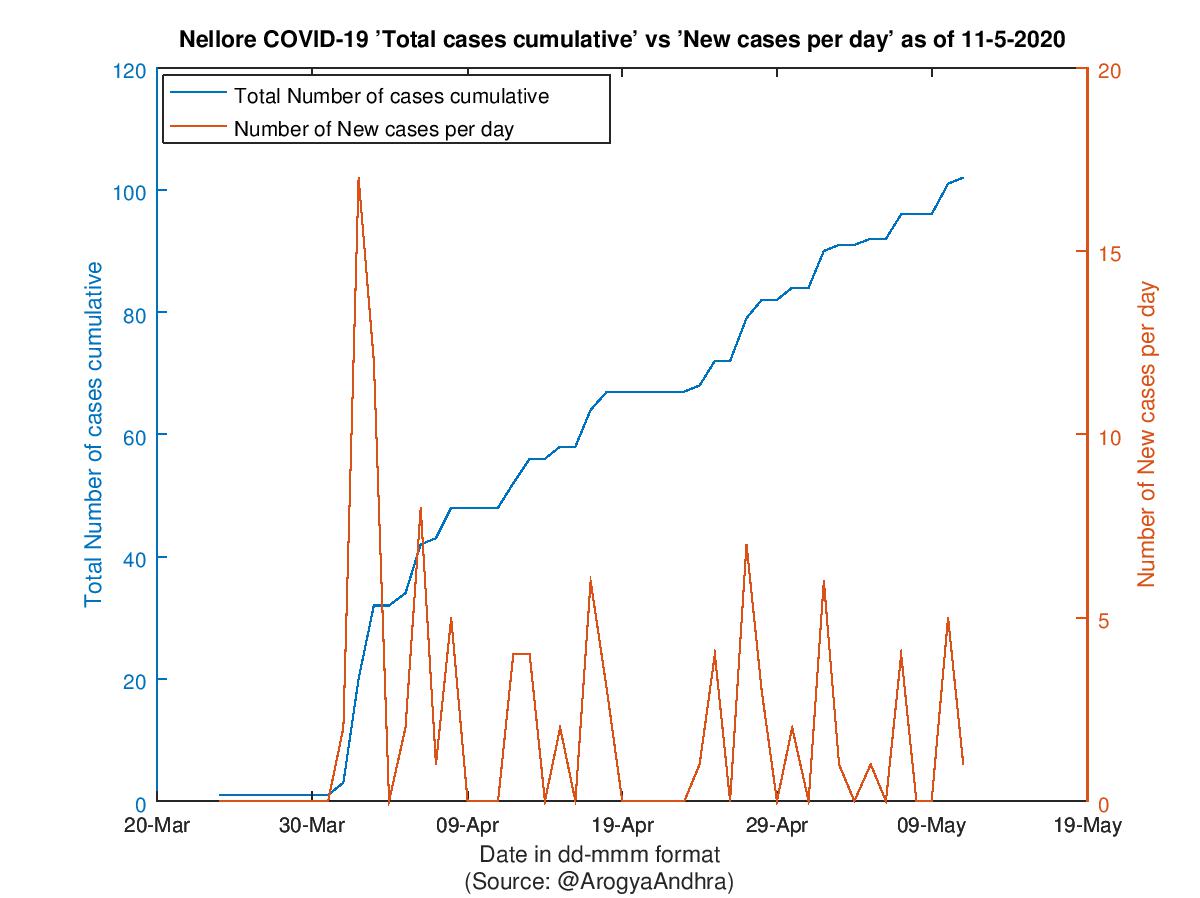 Nellore COVID-19 ’Total cases cumulative’ vs ’New cases per day’ as of 11-5-2020
Total Number of cases cumulative
Number of New cases per day
120
100
80
60
40
20
0
Total Number of cases cumulative
20
15
10
5
0
Number of New cases per day
20-Mar 30-Mar 09-Apr 19-Apr 29-Apr 09-May 19-May
Date in dd-mmm format
(Source: @ArogyaAndhra)